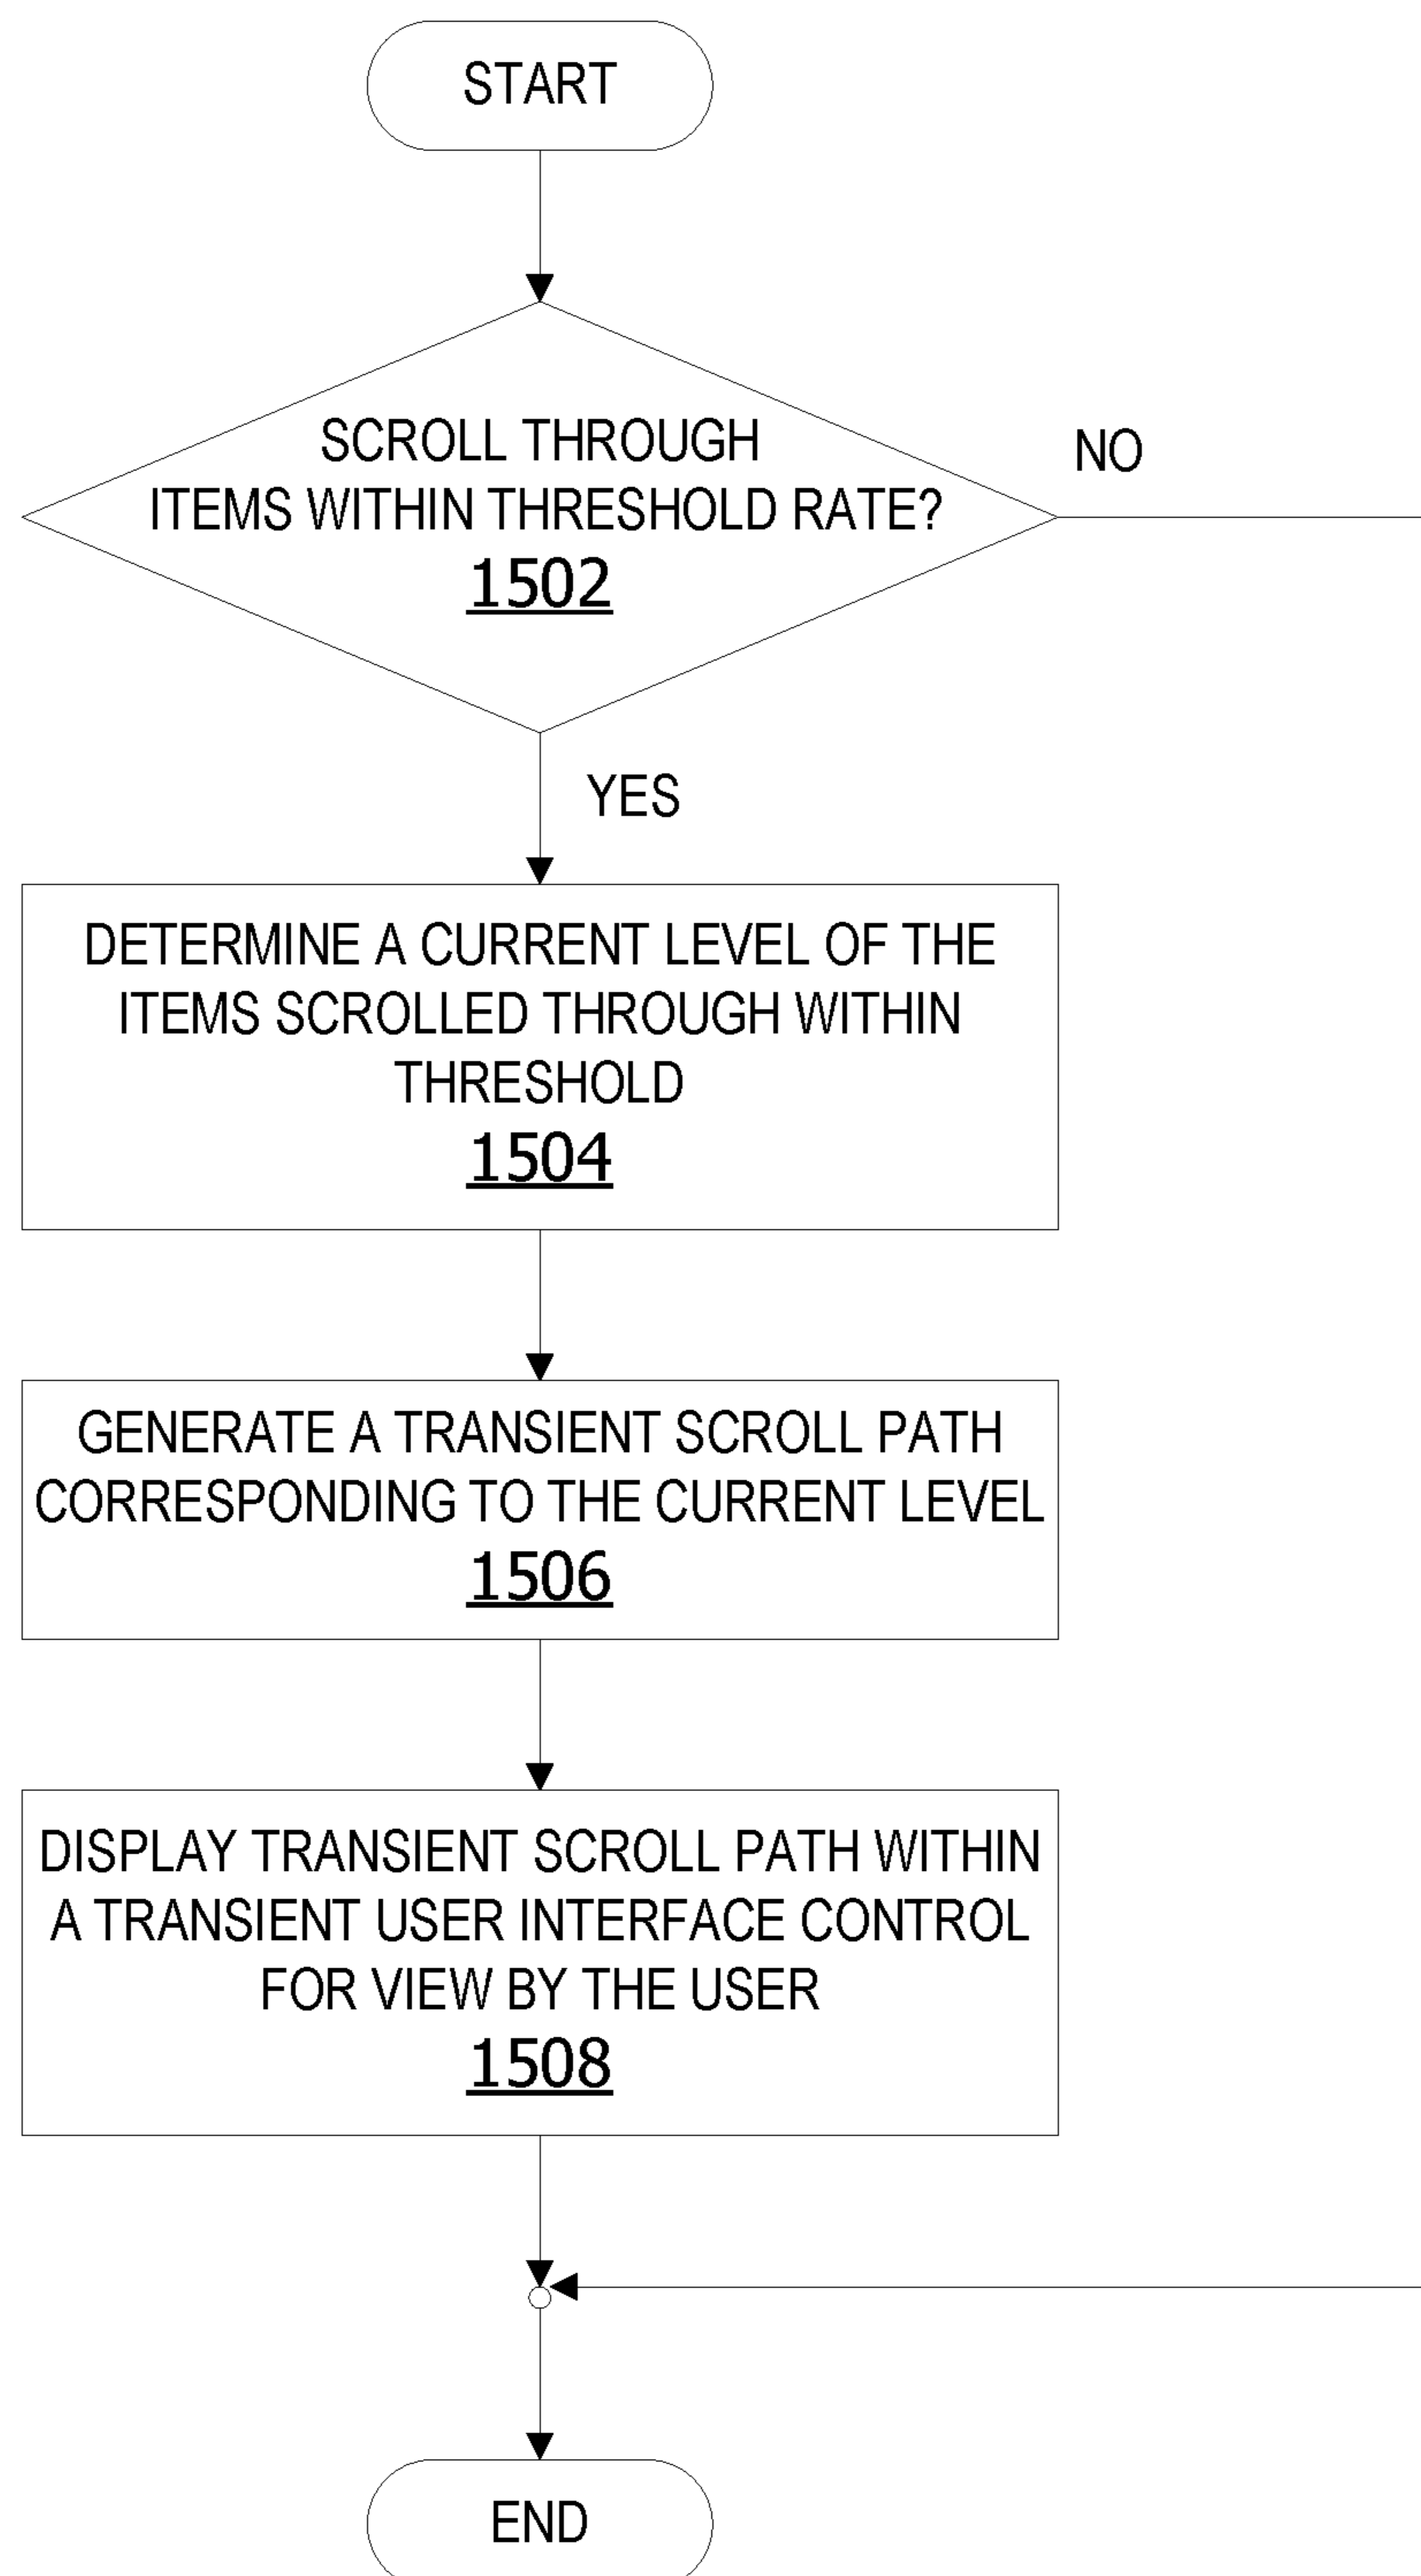 START
SCROLL THROUGH
ITEMS WITHIN THRESHOLD RATE?
1502
NO
YES
DETERMINE A CURRENT LEVEL OF THE
ITEMS SCROLLED THROUGH WITHIN
THRESHOLD
1504
GENERATE A TRANSIENT SCROLL PATH
CORRESPONDING TO THE CURRENT LEVEL
1506
DISPLAY TRANSIENT SCROLL PATH WITHIN
A TRANSIENT USER INTERFACE CONTROL
FOR VIEW BY THE USER
1508
END